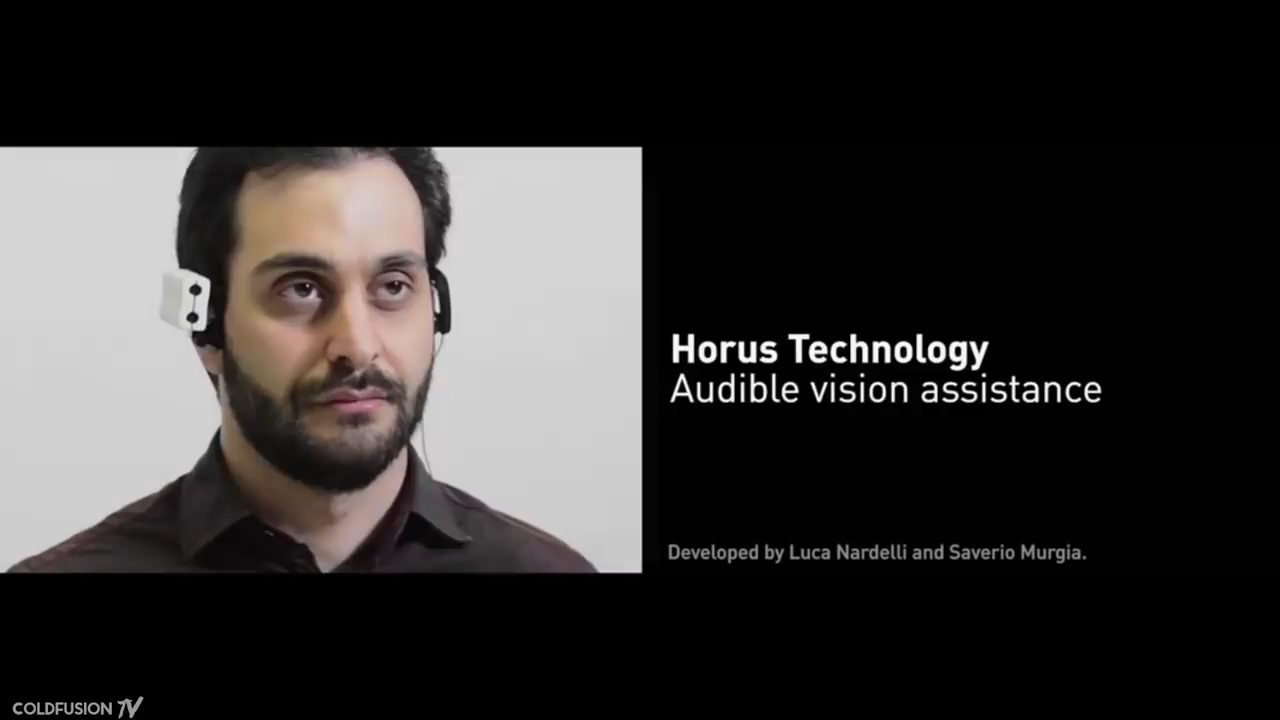 Horus Technology
Audible vision assistance
Developed by Luca Nardelli and Saverio Murgia.
COLDFUSION TV